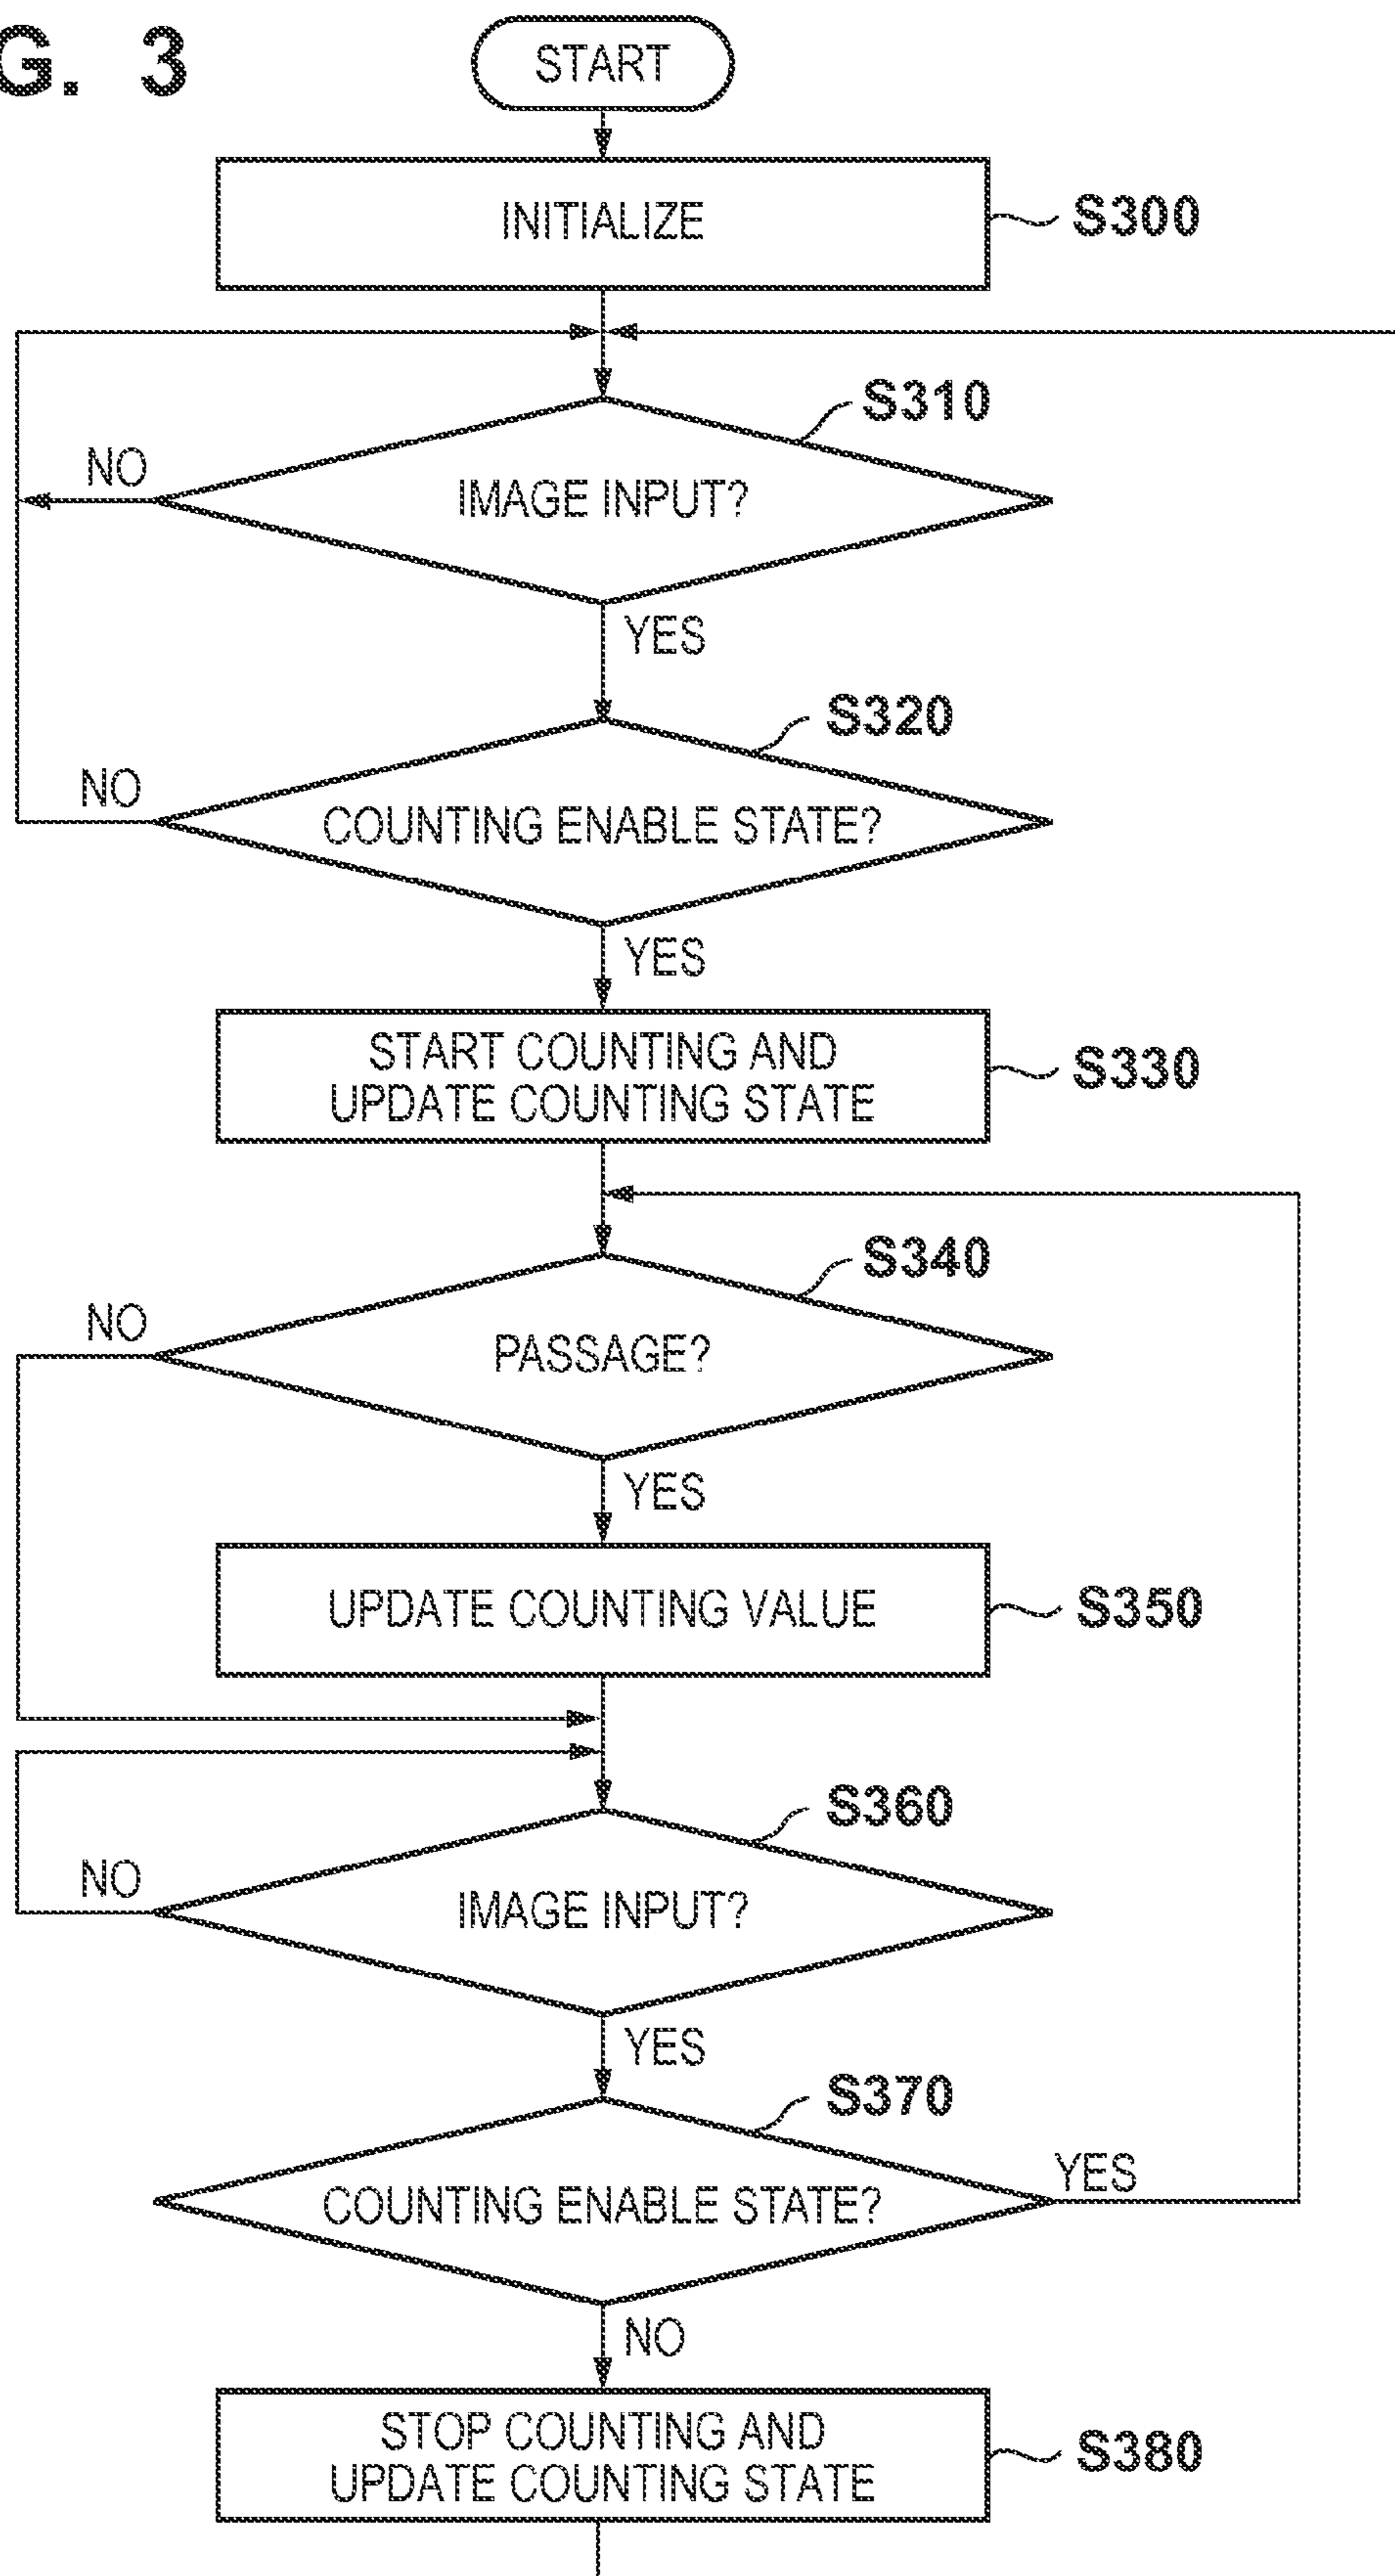 G. 3
START
INITIALIZE
S300
S310
NO
IMAGE INPUT?
YES
S320
NO
COUNTING ENABLE STATE?
YES
START COUNTING AND
UPDATE COUNTING STATE
S330
S340
NO
PASSAGE?
YES
UPDATE COUNTING VALUE
S350
S360
NO
IMAGE INPUT?
YES
S370
YES
COUNTING ENABLE STATE?
NO
STOP COUNTING AND
UPDATE COUNTING STATE
S380